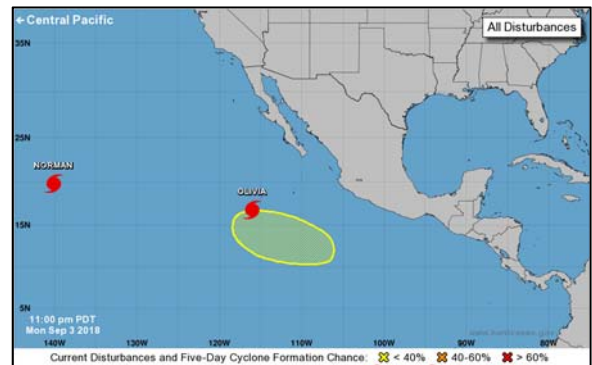 ← Central Pacific
All Disturbances
35N
25N
NORMAN
OLIVIA
15N
5N
11:00 pm PDT
Mon Sep 3 2018
140W 130W 120W 110W 100W 90W 80W
Current Disturbances and Five-Day Cyclone Formation Chance: < 40% 40-60% > 60%